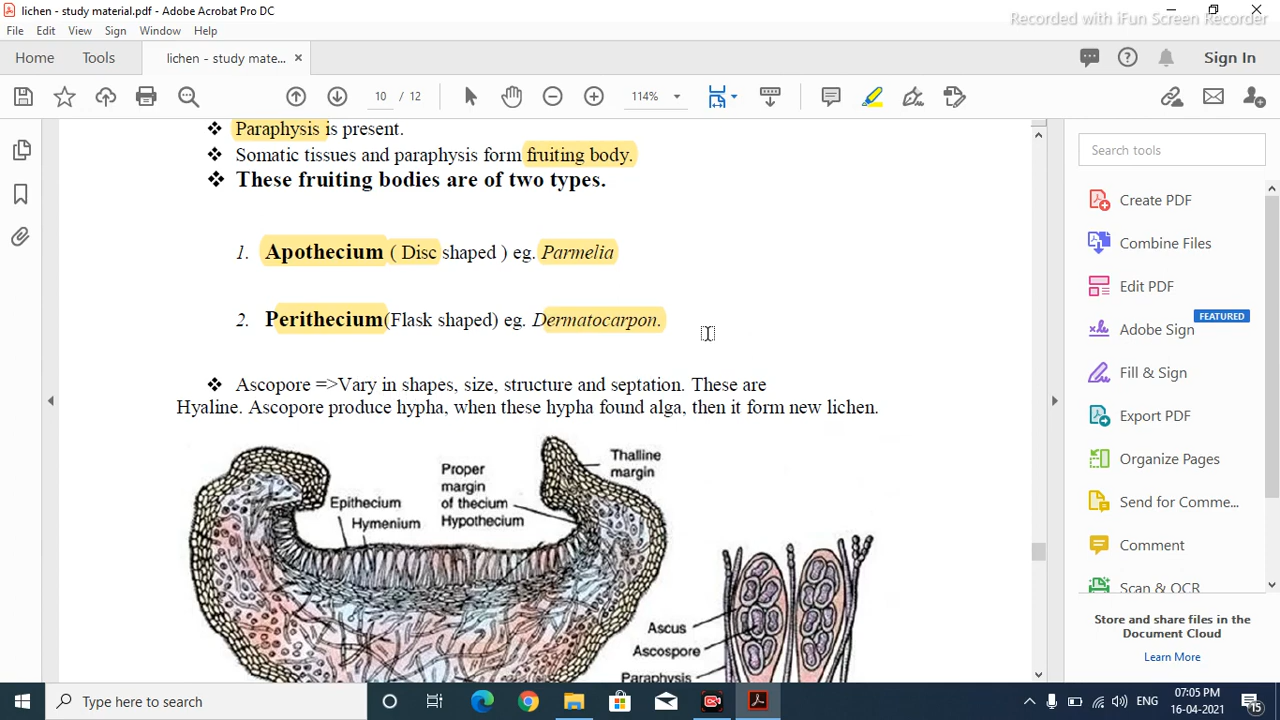 lichen - study material.pdf - Adobe Acrobat Pro DC
Recorded with iFun Screen Recorder
File Edit View Sign Window Help
Home Tools lichen - study mate... × Sign In
10 / 12 114%
❖ Paraphysis is present.
❖ Somatic tissues and paraphysis form fruiting body.
❖ These fruiting bodies are of two types.
1. Apothecium ( Disc shaped ) eg. Parmelia
2. Perithecium(Flask shaped) eg. Dermatocarpon.
❖ Ascopore =>Vary in shapes, size, structure and septation. These are
Hyaline. Ascopore produce hypha, when these hypha found alga, then it form new lichen.
Thalline
margin
Proper
margin
of thecium
Hypothecium
Epithecium
Hymenium
Ascus
Ascospore
Paraphysis
Search tools
Create PDF
Combine Files
Edit PDF
FEATURED
Adobe Sign
Fill & Sign
Export PDF
Organize Pages
Send for Comme...
Comment
Scan & OCR
Store and share files in the
Document Cloud
Learn More
Type here to search
ENG
07:05 PM
16-04-2021
15